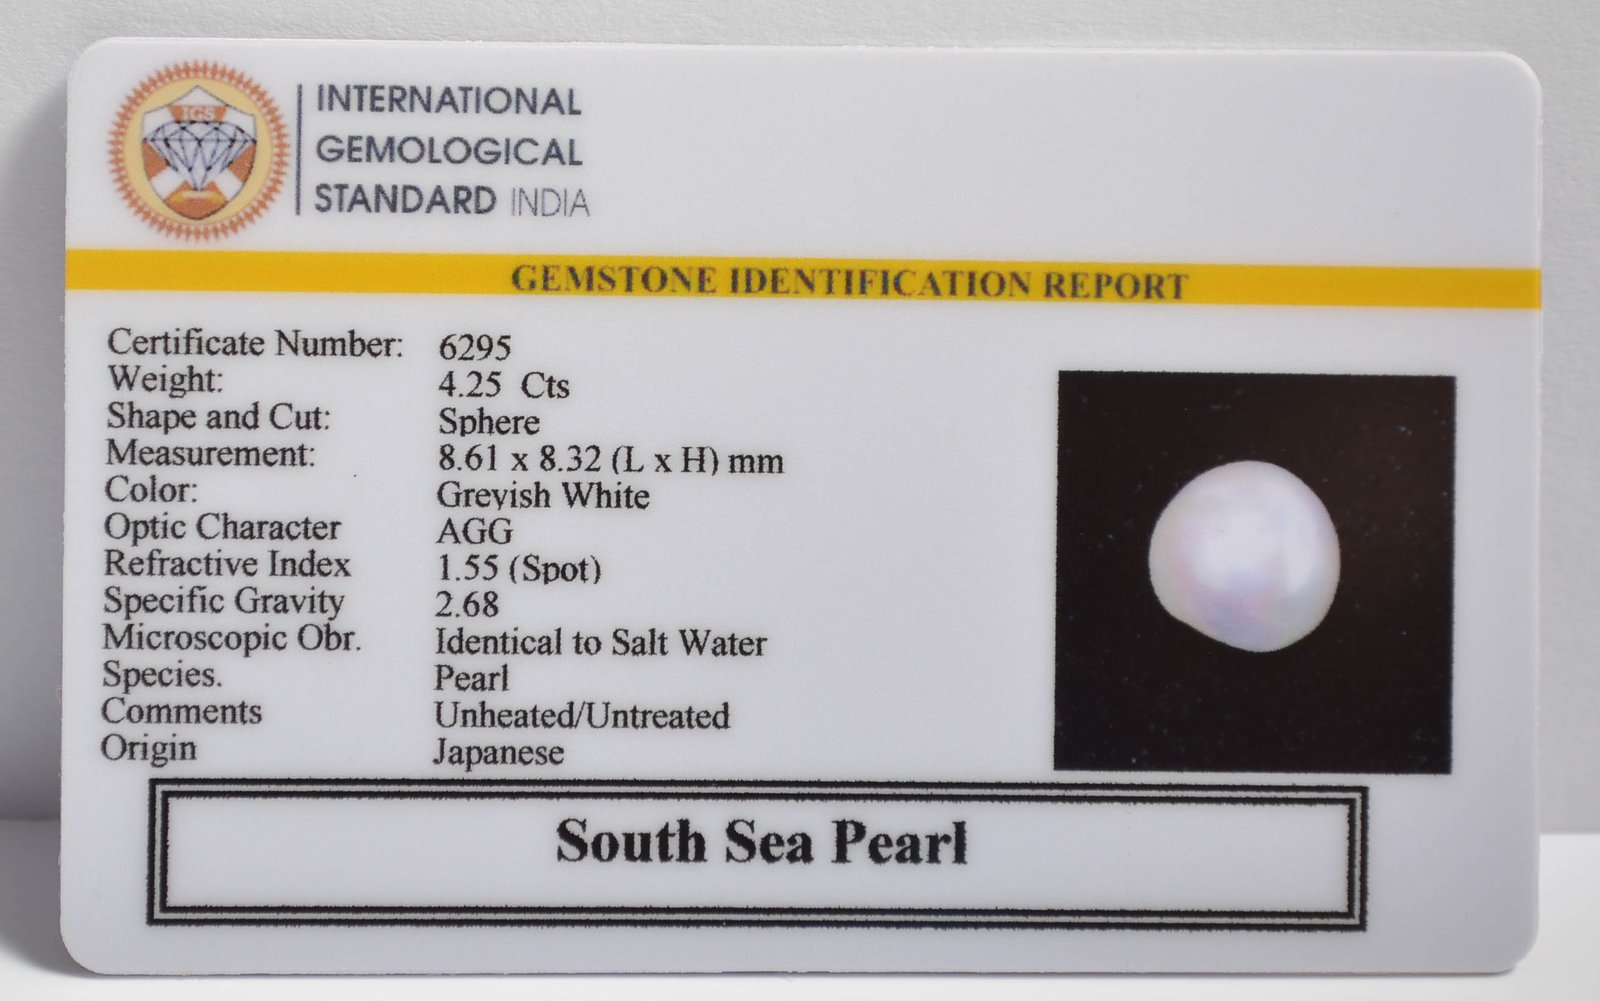 IGS
INTERNATIONAL
GEMOLOGICAL
STANDARD INDIA
GEMSTONE IDENTIFICATION REPORT
Certificate Number: 6295
Weight: 4.25 Cts
Shape and Cut: Sphere
Measurement: 8.61 x 8.32 (L x H) mm
Color: Greyish White
Optic Character AGG
Refractive Index 1.55 (Spot)
Specific Gravity 2.68
Microscopic Obr. Identical to Salt Water
Species. Pearl
Comments Unheated/Untreated
Origin Japanese
South Sea Pearl